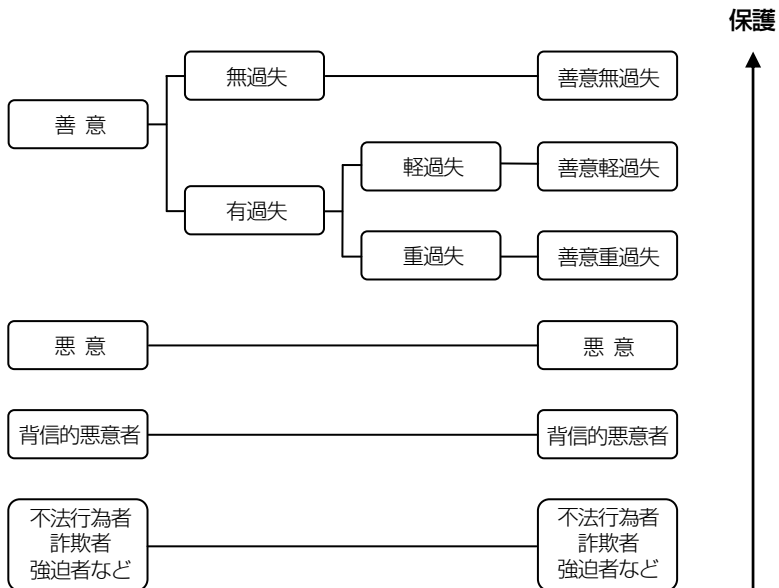 保護
無過失
善意無過失
善 意
軽過失
善意軽過失
有過失
重過失
善意重過失
悪 意
悪 意
背信的悪意者
背信的悪意者
不法行為者
詐欺者
強迫者など
不法行為者
詐欺者
強迫者など